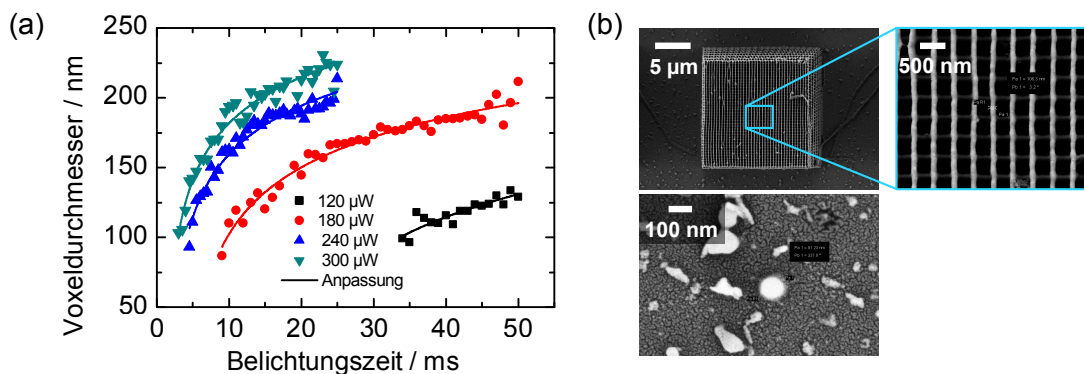 (a)
250
200
150
100
50
0
10
20
30
40
50
Voxeldurchmesser / nm
Belichtungszeit / ms
120 µW
180 µW
240 µW
300 µW
Anpassung
(b)
5 µm
500 nm
100 nm